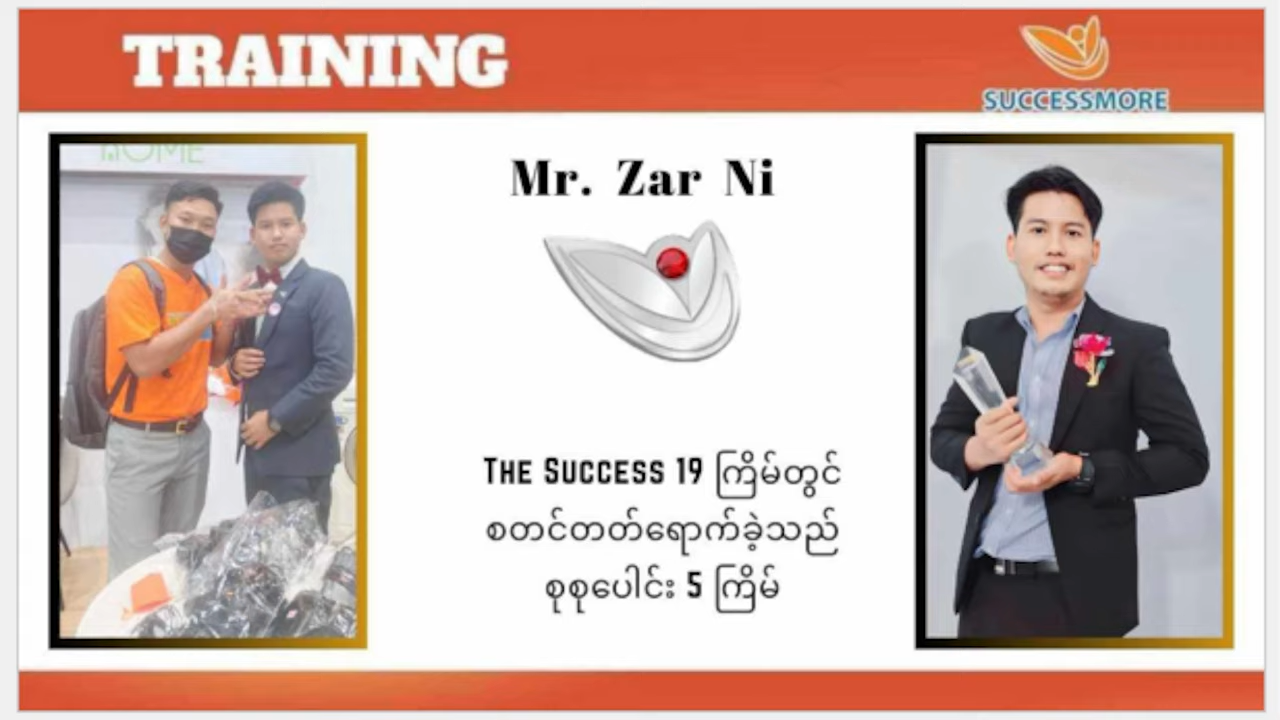 TRAINING
SUCCESSMORE
HOME
Mr. Zar Ni
THE SUCCESS 19 ကြိမ်တွင်
စတင်တတ်ရောက်ခဲ့သည်
စုစုပေါင်း 5 ကြိမ်